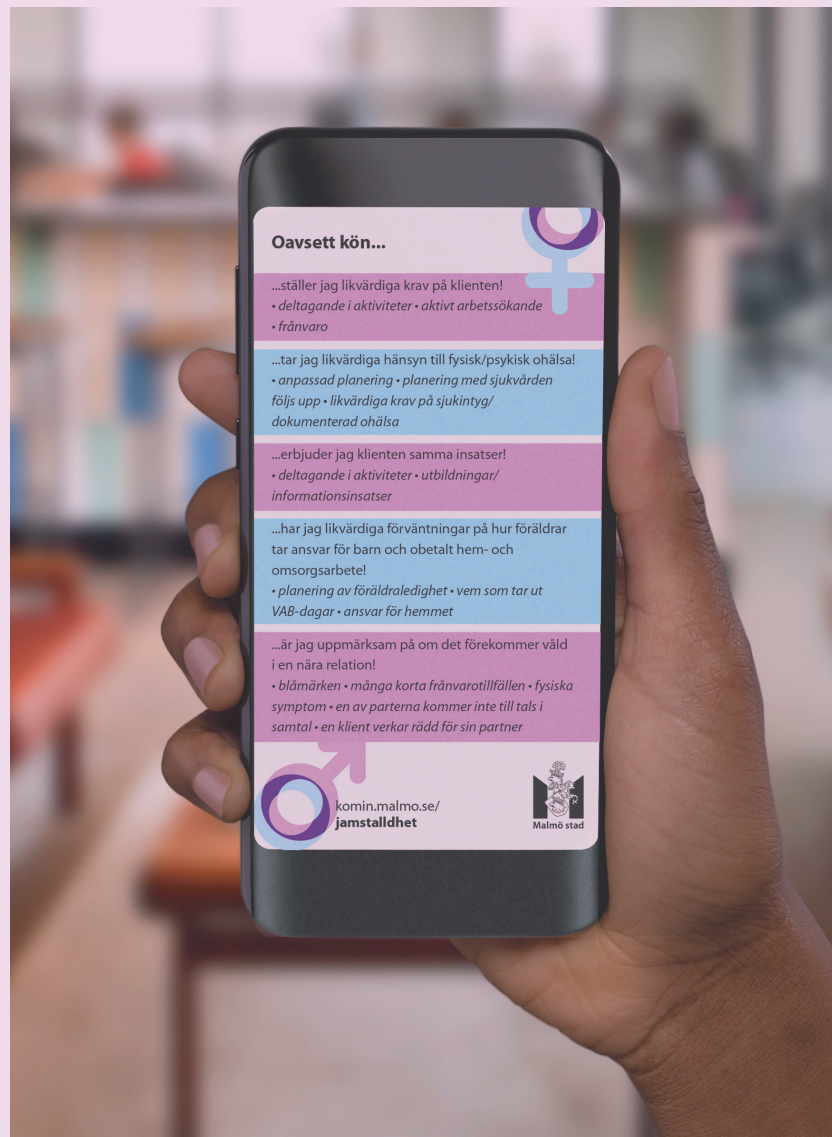 Oavsett kön...
...ställer jag likvärdiga krav på klienten!
• deltagande i aktiviteter • aktivt arbetssökande
• frånvaro
...tar jag likvärdiga hänsyn till fysisk/psykisk ohälsa!
• anpassad planering • planering med sjukvården
följs upp • likvärdiga krav på sjukintyg/
dokumenterad ohälsa
...erbjuder jag klienten samma insatser!
• deltagande i aktiviteter • utbildningar/
informationsinsatser
...har jag likvärdiga förväntningar på hur föräldrar
tar ansvar för barn och obetalt hem- och
omsorgsarbete!
• planering av föräldraledighet • vem som tar ut
VAB-dagar • ansvar för hemmet
...är jag uppmärksam på om det förekommer våld
i en nära relation!
• blåmärken • många korta frånvarotillfällen • fysiska
symptom • en av parterna kommer inte till tals i
samtal • en klient verkar rädd för sin partner
komin.malmo.se/
jamstalldhet
Malmö stad